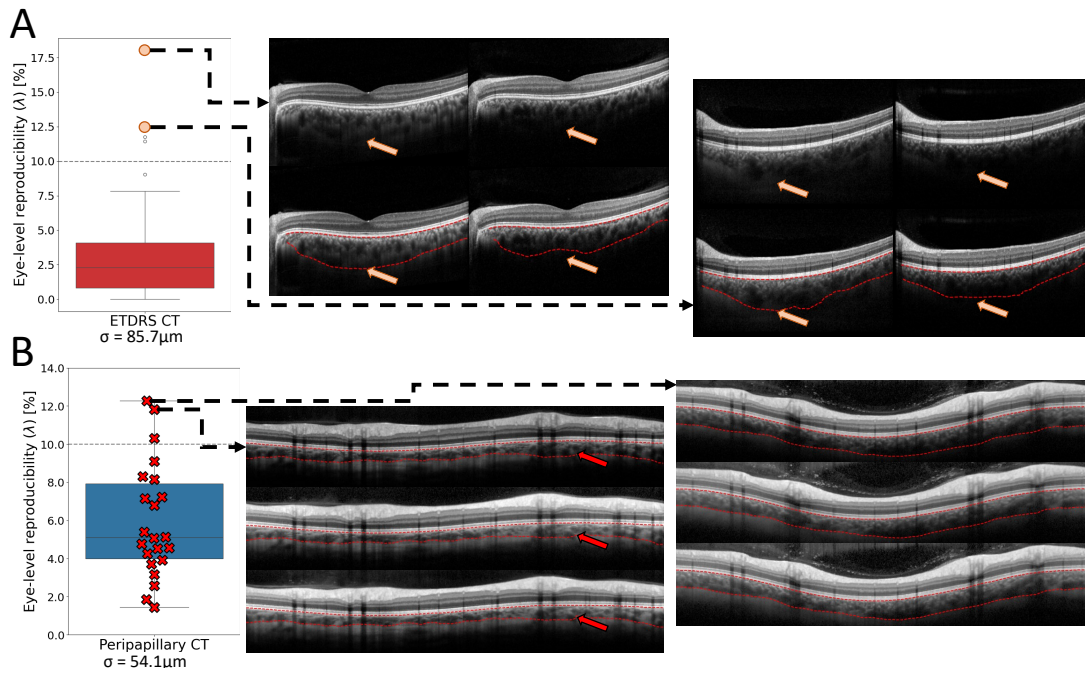 A
Eye-level reproducibility (λ) [%]
17.5
15.0
12.5
10.0
7.5
5.0
2.5
0.0
ETDRS CT
σ = 85.7µm
B
Eye-level reproducibility (λ) [%]
14.0
12.0
10.0
8.0
6.0
4.0
2.0
0.0
Peripapillary CT
σ = 54.1µm